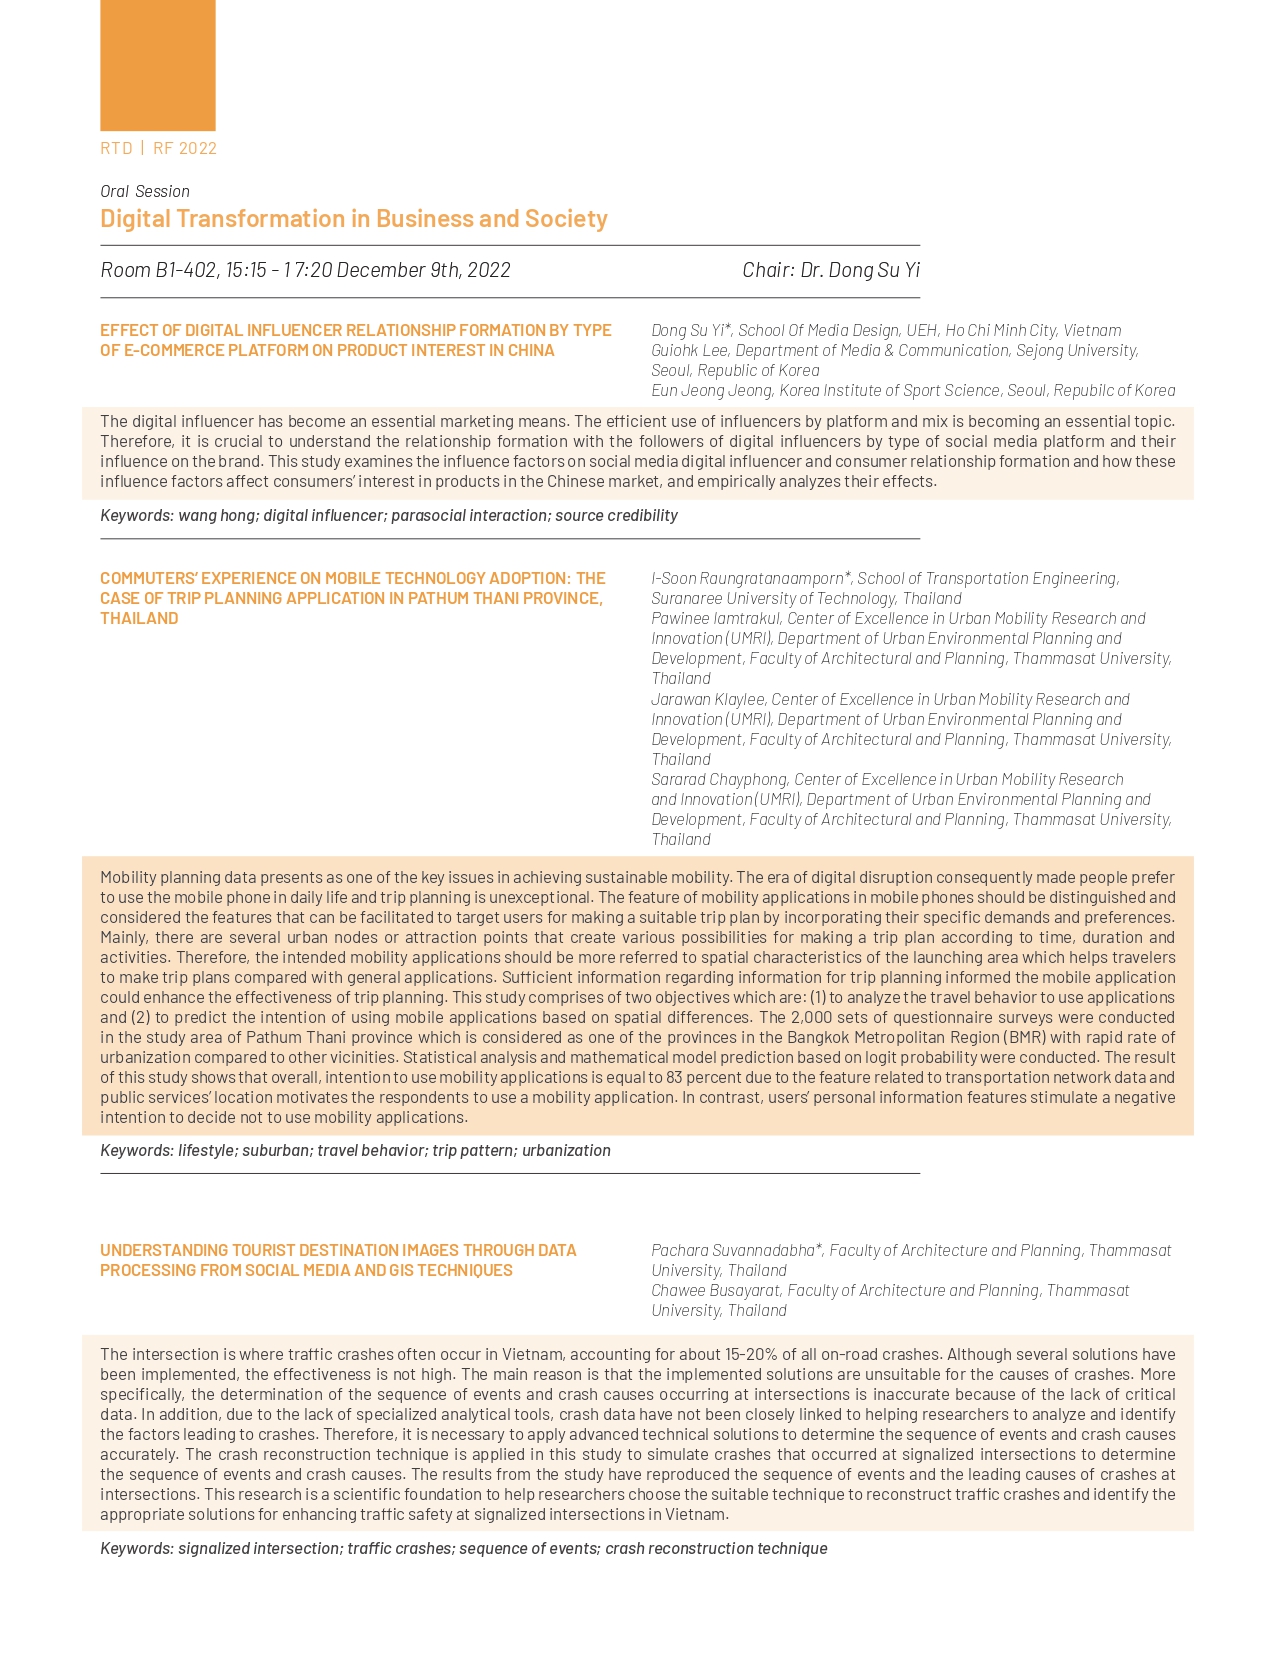 RTD | RF 2022
Oral Session
Digital Transformation in Business and Society
Room B1-402, 15:15 - 1 7:20 December 9th, 2022
Chair: Dr. Dong Su Yi
EFFECT OF DIGITAL INFLUENCER RELATIONSHIP FORMATION BY TYPE
OF E-COMMERCE PLATFORM ON PRODUCT INTEREST IN CHINA
Dong Su Yi*, School Of Media Design, UEH, Ho Chi Minh City, Vietnam
Guiohk Lee, Department of Media & Communication, Sejong University,
Seoul, Republic of Korea
Eun Jeong Jeong, Korea Institute of Sport Science, Seoul, Repubilc of Korea
The digital influencer has become an essential marketing means. The efficient use of influencers by platform and mix is becoming an essential topic.
Therefore, it is crucial to understand the relationship formation with the followers of digital influencers by type of social media platform and their
influence on the brand. This study examines the influence factors on social media digital influencer and consumer relationship formation and how these
influence factors affect consumers’ interest in products in the Chinese market, and empirically analyzes their effects.
Keywords: wang hong; digital influencer; parasocial interaction; source credibility
COMMUTERS’ EXPERIENCE ON MOBILE TECHNOLOGY ADOPTION: THE
CASE OF TRIP PLANNING APPLICATION IN PATHUM THANI PROVINCE,
THAILAND
I-Soon Raungratanaamporn*, School of Transportation Engineering,
Suranaree University of Technology, Thailand
Pawinee Iamtrakul, Center of Excellence in Urban Mobility Research and
Innovation (UMRI), Department of Urban Environmental Planning and
Development, Faculty of Architectural and Planning, Thammasat University,
Thailand
Jarawan Klaylee, Center of Excellence in Urban Mobility Research and
Innovation (UMRI), Department of Urban Environmental Planning and
Development, Faculty of Architectural and Planning, Thammasat University,
Thailand
Sararad Chayphong, Center of Excellence in Urban Mobility Research
and Innovation (UMRI), Department of Urban Environmental Planning and
Development, Faculty of Architectural and Planning, Thammasat University,
Thailand
Mobility planning data presents as one of the key issues in achieving sustainable mobility. The era of digital disruption consequently made people prefer
to use the mobile phone in daily life and trip planning is unexceptional. The feature of mobility applications in mobile phones should be distinguished and
considered the features that can be facilitated to target users for making a suitable trip plan by incorporating their specific demands and preferences.
Mainly, there are several urban nodes or attraction points that create various possibilities for making a trip plan according to time, duration and
activities. Therefore, the intended mobility applications should be more referred to spatial characteristics of the launching area which helps travelers
to make trip plans compared with general applications. Sufficient information regarding information for trip planning informed the mobile application
could enhance the effectiveness of trip planning. This study comprises of two objectives which are: (1) to analyze the travel behavior to use applications
and (2) to predict the intention of using mobile applications based on spatial differences. The 2,000 sets of questionnaire surveys were conducted
in the study area of Pathum Thani province which is considered as one of the provinces in the Bangkok Metropolitan Region (BMR) with rapid rate of
urbanization compared to other vicinities. Statistical analysis and mathematical model prediction based on logit probability were conducted. The result
of this study shows that overall, intention to use mobility applications is equal to 83 percent due to the feature related to transportation network data and
public services’ location motivates the respondents to use a mobility application. In contrast, users’ personal information features stimulate a negative
intention to decide not to use mobility applications.
Keywords: lifestyle; suburban; travel behavior; trip pattern; urbanization
UNDERSTANDING TOURIST DESTINATION IMAGES THROUGH DATA
PROCESSING FROM SOCIAL MEDIA AND GIS TECHNIQUES
Pachara Suvannadabha*, Faculty of Architecture and Planning, Thammasat
University, Thailand
Chawee Busayarat, Faculty of Architecture and Planning, Thammasat
University, Thailand
The intersection is where traffic crashes often occur in Vietnam, accounting for about 15-20% of all on-road crashes. Although several solutions have
been implemented, the effectiveness is not high. The main reason is that the implemented solutions are unsuitable for the causes of crashes. More
specifically, the determination of the sequence of events and crash causes occurring at intersections is inaccurate because of the lack of critical
data. In addition, due to the lack of specialized analytical tools, crash data have not been closely linked to helping researchers to analyze and identify
the factors leading to crashes. Therefore, it is necessary to apply advanced technical solutions to determine the sequence of events and crash causes
accurately. The crash reconstruction technique is applied in this study to simulate crashes that occurred at signalized intersections to determine
the sequence of events and crash causes. The results from the study have reproduced the sequence of events and the leading causes of crashes at
intersections. This research is a scientific foundation to help researchers choose the suitable technique to reconstruct traffic crashes and identify the
appropriate solutions for enhancing traffic safety at signalized intersections in Vietnam.
Keywords: signalized intersection; traffic crashes; sequence of events; crash reconstruction technique